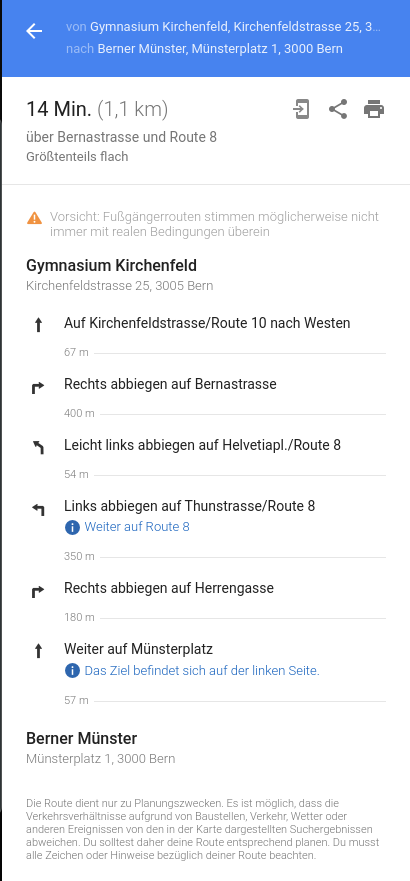 von Gymnasium Kirchenfeld, Kirchenfeldstrasse 25, 3…
nach Berner Münster, Münsterplatz 1, 3000 Bern
14 Min. (1,1 km)
über Bernastrasse und Route 8
Größtenteils flach
Vorsicht: Fußgängerrouten stimmen möglicherweise nicht
immer mit realen Bedingungen überein
Gymnasium Kirchenfeld
Kirchenfeldstrasse 25, 3005 Bern
Auf Kirchenfeldstrasse/Route 10 nach Westen
67 m
Rechts abbiegen auf Bernastrasse
400 m
Leicht links abbiegen auf Helvetiapl./Route 8
54 m
Links abbiegen auf Thunstrasse/Route 8
Weiter auf Route 8
350 m
Rechts abbiegen auf Herrengasse
180 m
Weiter auf Münsterplatz
Das Ziel befindet sich auf der linken Seite.
57 m
Berner Münster
Münsterplatz 1, 3000 Bern
Die Route dient nur zu Planungszwecken. Es ist möglich, dass die
Verkehrsverhältnisse aufgrund von Baustellen, Verkehr, Wetter oder
anderen Ereignissen von den in der Karte dargestellten Suchergebnissen
abweichen. Du solltest daher deine Route entsprechend planen. Du musst
alle Zeichen oder Hinweise bezüglich deiner Route beachten.